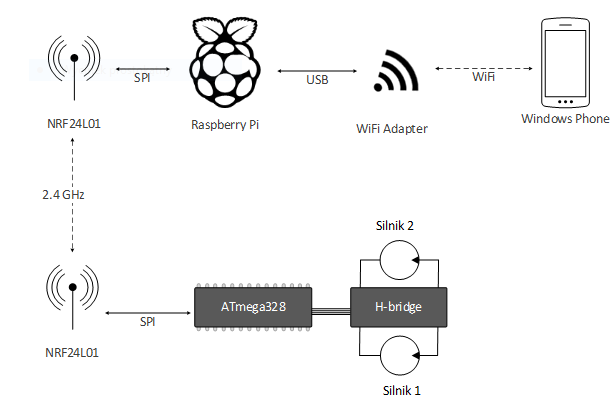 SPI
USB
WiFi
NRF24L01
Raspberry Pi
WiFi Adapter
Windows Phone
2.4 GHz
Silnik 2
ATmega328
H-bridge
SPI
NRF24L01
Silnik 1